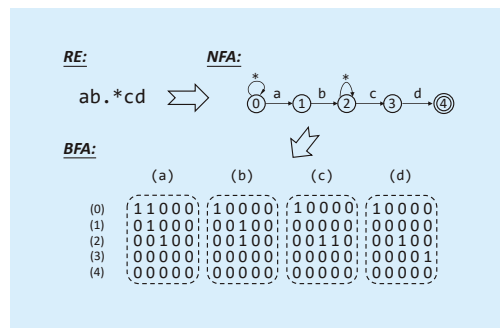 RE: NFA:
* *
ab.*cd 0 a 1 b 2 c 3 d 4
BFA:
(a) (b) (c) (d)
(0) 11000 10000 10000 10000
(1) 01000 00100 00000 00000
(2) 00100 00100 00110 00100
(3) 00000 00000 00000 00001
(4) 00000 00000 00000 00000